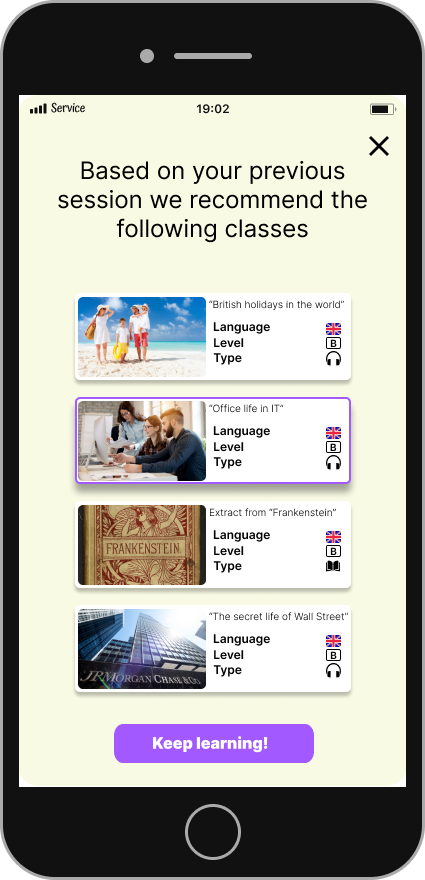 Service
19:02
Based on your previous
session we recommend the
following classes
“British holidays in the world”
Language
Level B
Type
“Office life in IT”
Language
Level B
Type
FRANKENSTEIN
Extract from “Frankenstein”
Language
Level B
Type
JPMORGAN CHASE & CO.
“The secret life of Wall Street”
Language
Level B
Type
Keep learning!